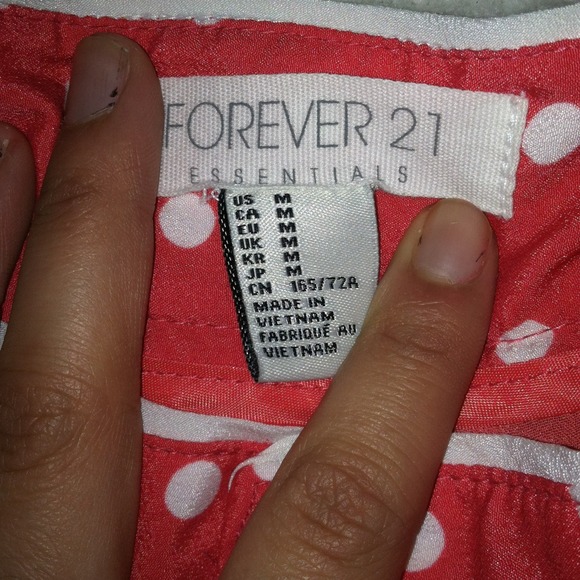 FOREVER 21
ESSENTIALS
US M
CA M
EU M
UK M
KR M
JP M
CN 165/72A
MADE IN
VIETNAM
FABRIQUÉ AU
VIETNAM